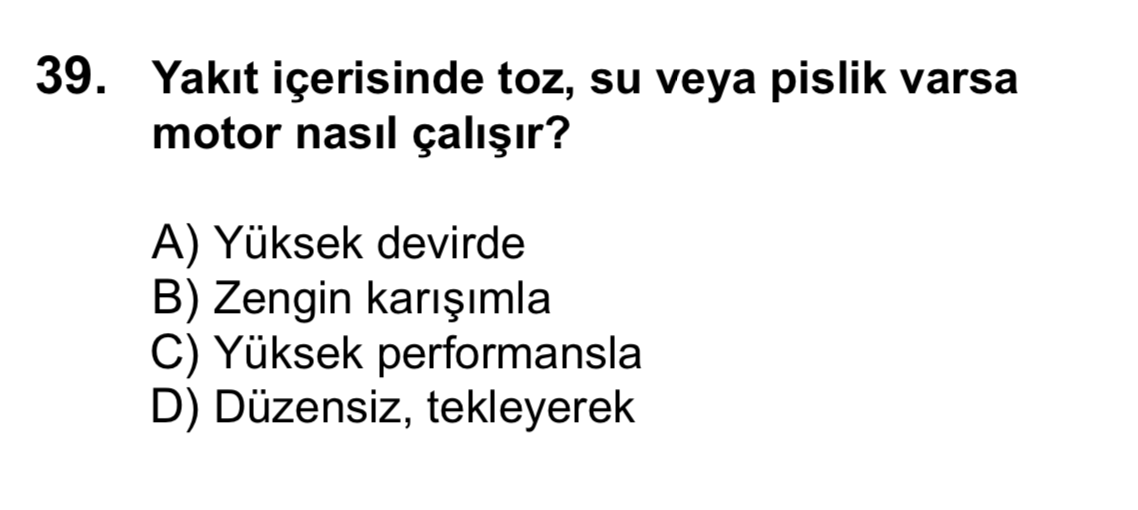 39. Yakıt içerisinde toz, su veya pislik varsa
motor nasıl çalışır?
A) Yüksek devirde
B) Zengin karışımla
C) Yüksek performansla
D) Düzensiz, tekleyerek